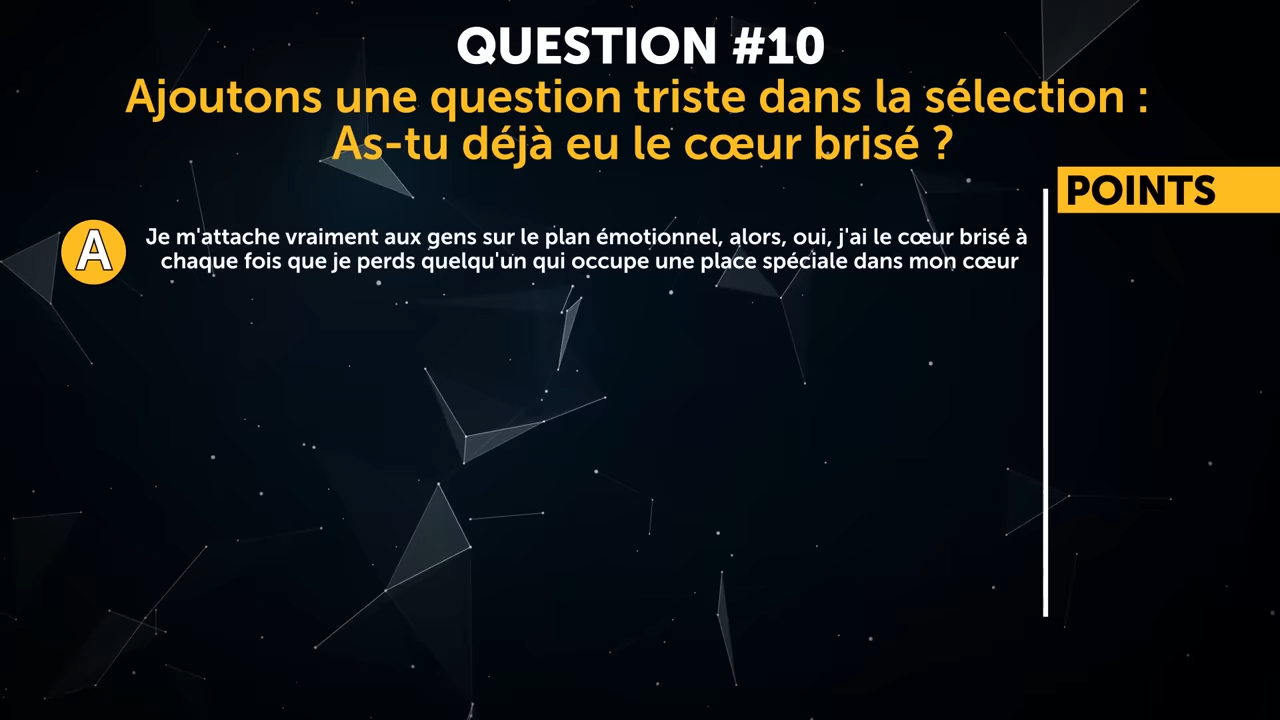 QUESTION #10
Ajoutons une question triste dans la sélection :
As-tu déjà eu le cœur brisé ?
POINTS
A
Je m'attache vraiment aux gens sur le plan émotionnel, alors, oui, j'ai le cœur brisé à
chaque fois que je perds quelqu'un qui occupe une place spéciale dans mon cœur